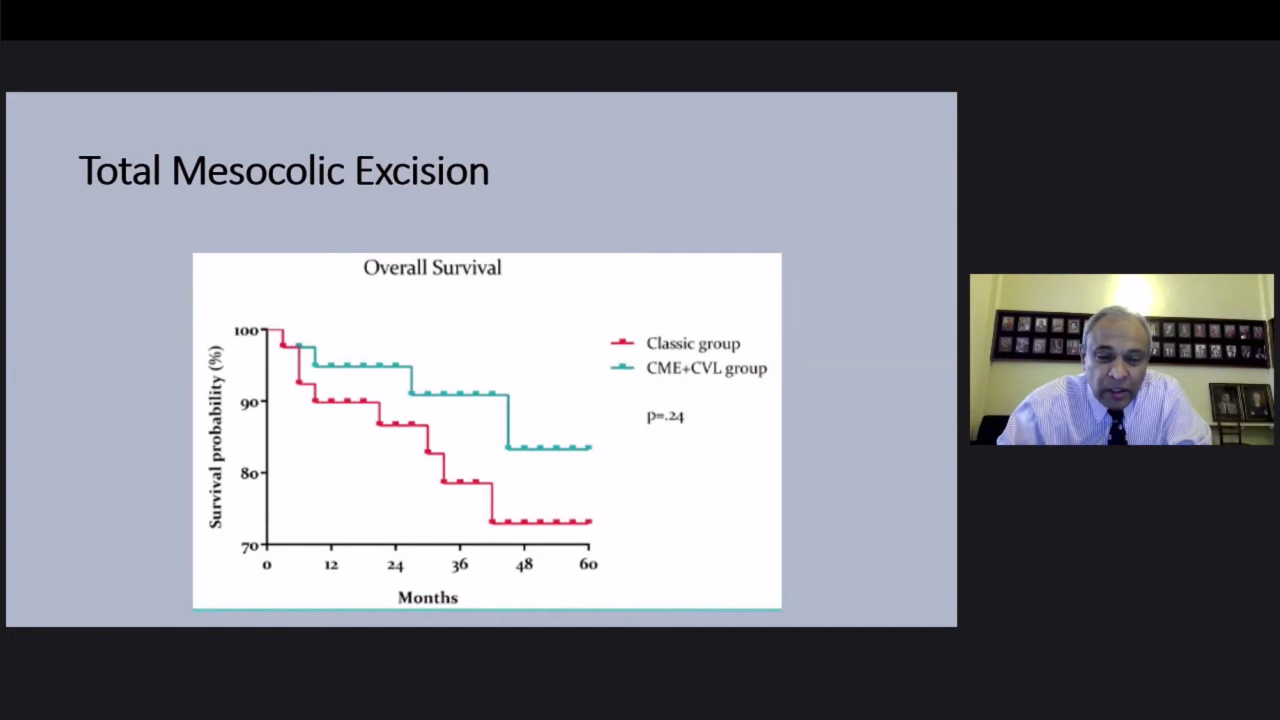 Total Mesocolic Excision
Overall Survival
Survival probability (%)
100
90
80
70
0 12 24 36 48 60
Months
Classic group
CME+CVL group
p=.24